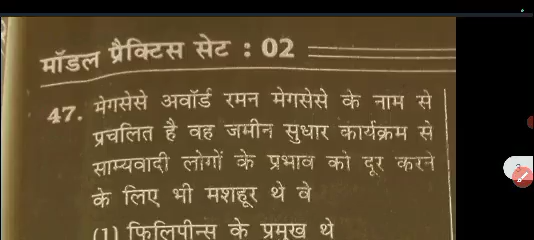 मॉडल प्रैक्टिस सेट : 02
47. मेगसेसे अवॉर्ड रमन मेगसेसे के नाम से
प्रचलित है वह जमीन सुधार कार्यक्रम से
साम्यवादी लोगों के प्रभाव को दूर करने
के लिए भी मशहूर थे वे
(1) फिलिपीन्स के प्रमुख थे